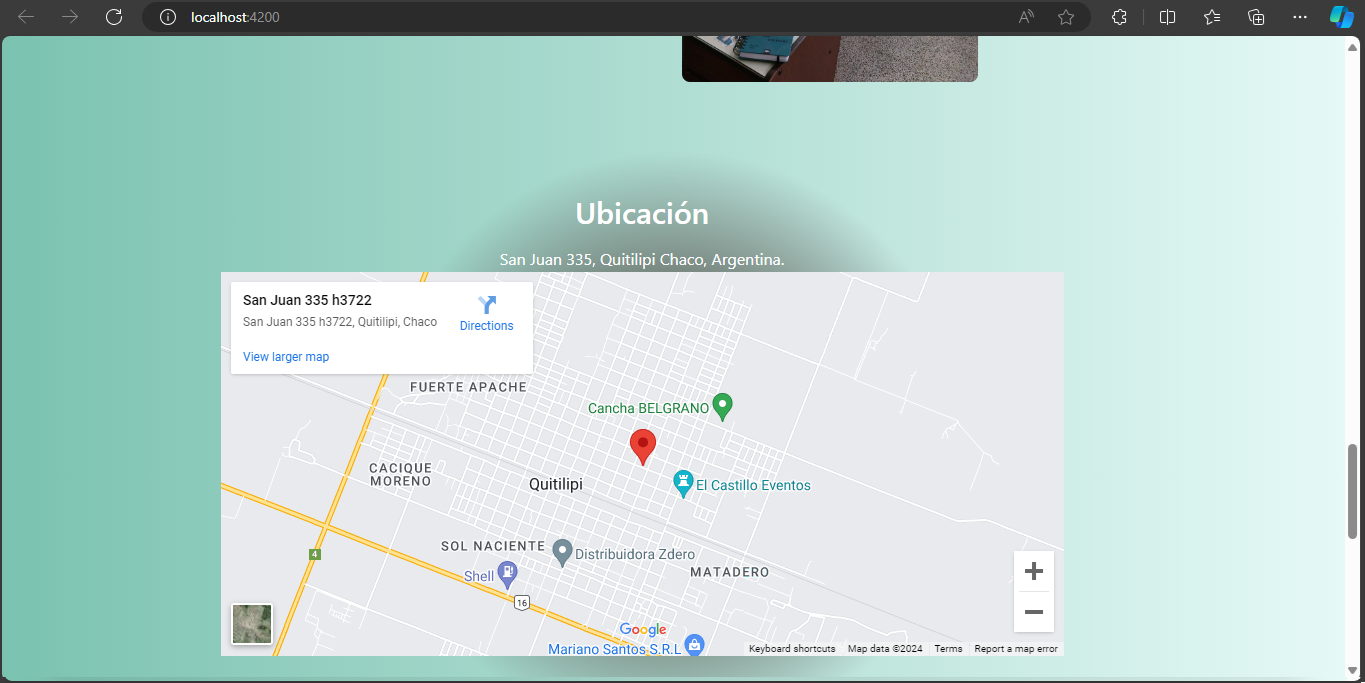 localhost:4200
Ubicación
San Juan 335, Quitilipi Chaco, Argentina.
San Juan 335 h3722
San Juan 335 h3722, Quitilipi, Chaco
Directions
View larger map
FUERTE APACHE
Cancha BELGRANO
CACIQUE
MORENO
Quitilipi
El Castillo Eventos
SOL NACIENTE
Distribuidora Zdero
4
MATADERO
Shell
16
Google
Mariano Santos S.R.L
Keyboard shortcuts
Map data ©2024
Terms
Report a map error